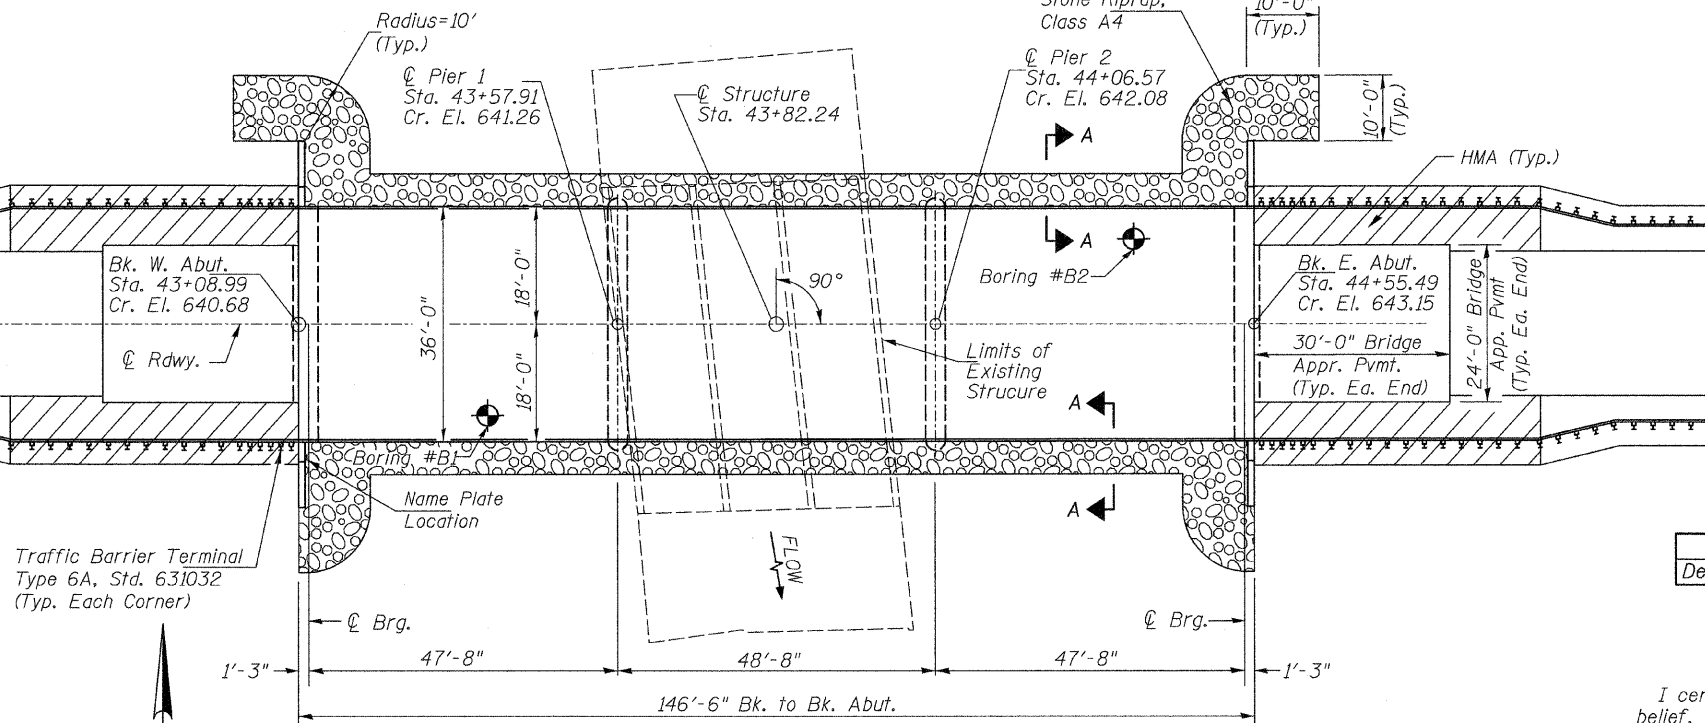 Radius=10'
(Typ.)
℄ Pier 1
Sta. 43+57.91
Cr. El. 641.26
℄ Structure
Sta. 43+82.24
Stone Riprap,
Class A4
℄ Pier 2
Sta. 44+06.57
Cr. El. 642.08
10'-0"
(Typ.)
10'-0"
(Typ.)
A
A
HMA (Typ.)
Bk. W. Abut.
Sta. 43+08.99
Cr. El. 640.68
℄ Rdwy.
36'-0"
18'-0"
18'-0"
90°
Boring #B2
Bk. E. Abut.
Sta. 44+55.49
Cr. El. 643.15
30'-0" Bridge
Appr. Pvmt.
(Typ. Ea. End)
24'-0" Bridge
App. Pvmt
(Typ. Ea. End)
Limits of
Existing
Strucure
A
A
Boring #B1
Name Plate
Location
FLOW
Traffic Barrier Terminal
Type 6A, Std. 631032
(Typ. Each Corner)
℄ Brg.
℄ Brg.
1'-3"
47'-8"
48'-8"
47'-8"
1'-3"
146'-6" Bk. to Bk. Abut.
De
I cer
belief.